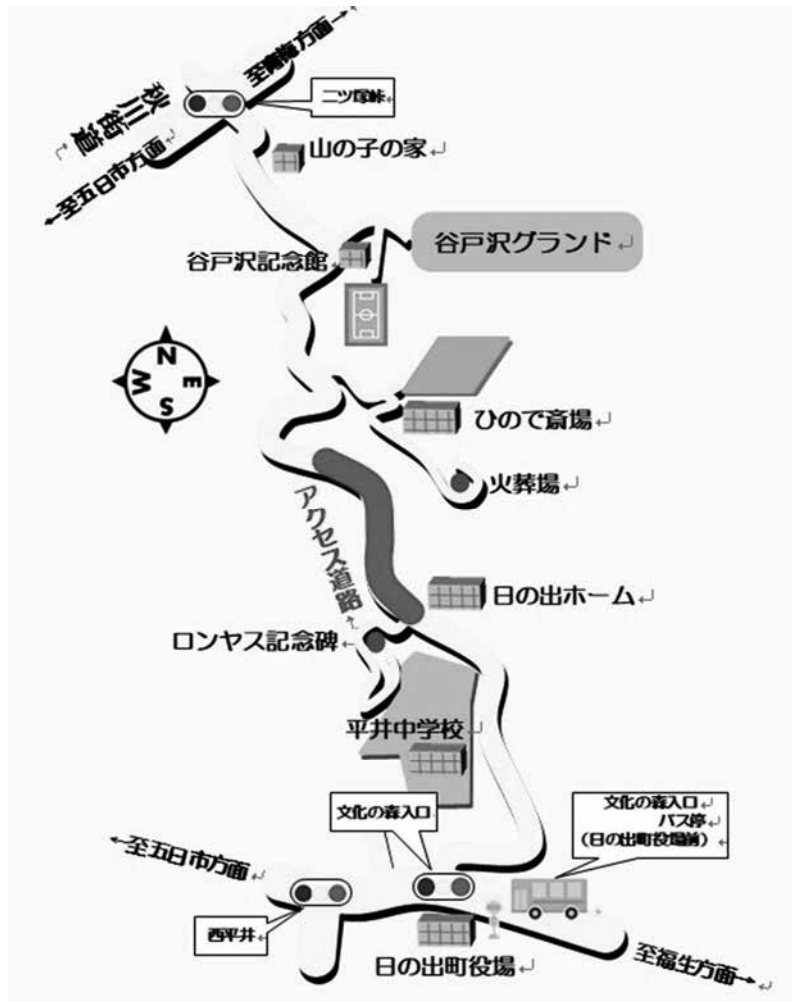 至青梅方面
二ツ塚峠
秋川街道
至五日市方面
山の子の家
谷戸沢グランド
谷戸沢記念館
N
W
E
S
ひので斎場
火葬場
アクセス道路
日の出ホーム
ロンヤス記念碑
平井中学校
文化の森入口
文化の森入口
バス停
(日の出町役場前)
至五日市方面
西平井
日の出町役場
至福生方面